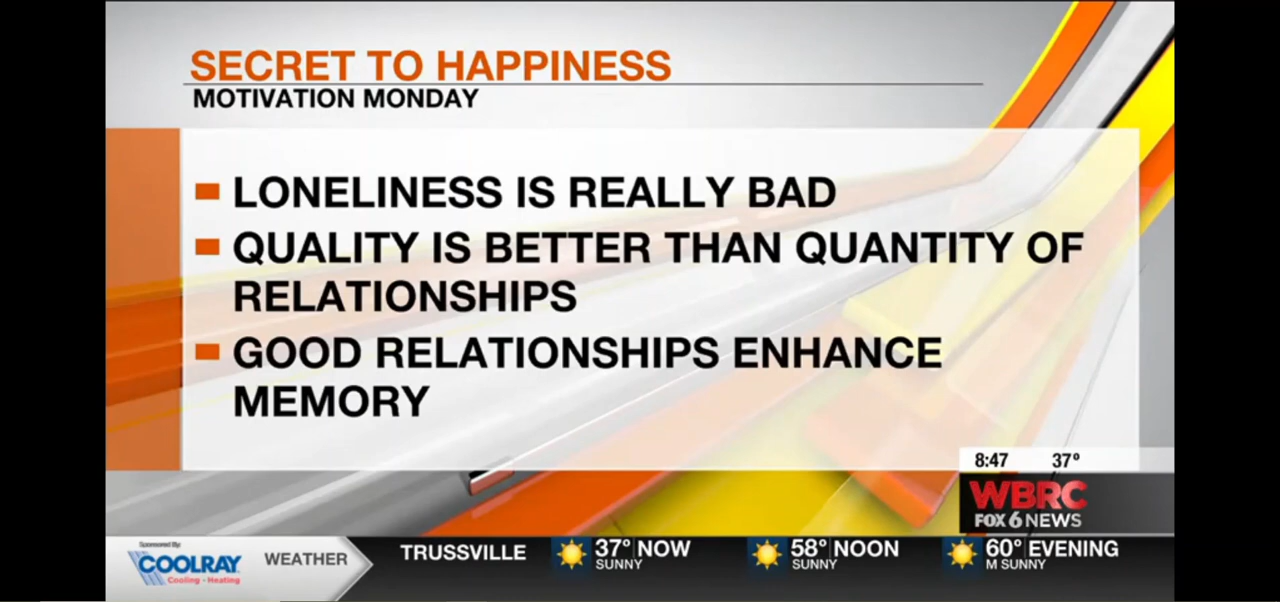 SECRET TO HAPPINESS
MOTIVATION MONDAY
LONELINESS IS REALLY BAD
QUALITY IS BETTER THAN QUANTITY OF
RELATIONSHIPS
GOOD RELATIONSHIPS ENHANCE
MEMORY
8:47 37°
WBRC
FOX 6 NEWS
Sponsored By:
COOLRAY
Cooling - Heating
WEATHER
TRUSSVILLE
37° NOW
SUNNY
58° NOON
SUNNY
60° EVENING
M SUNNY